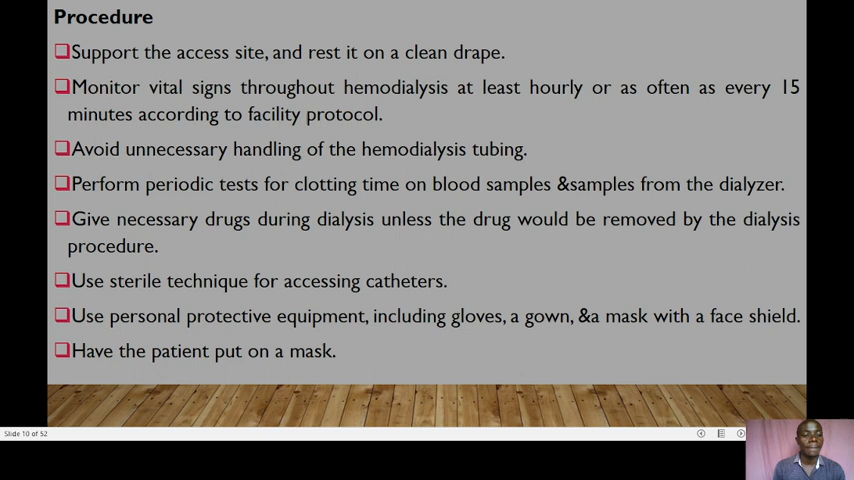 Procedure
Support the access site, and rest it on a clean drape.
Monitor vital signs throughout hemodialysis at least hourly or as often as every 15
minutes according to facility protocol.
Avoid unnecessary handling of the hemodialysis tubing.
Perform periodic tests for clotting time on blood samples &samples from the dialyzer.
Give necessary drugs during dialysis unless the drug would be removed by the dialysis
procedure.
Use sterile technique for accessing catheters.
Use personal protective equipment, including gloves, a gown, &a mask with a face shield.
Have the patient put on a mask.
Slide 10 of 52